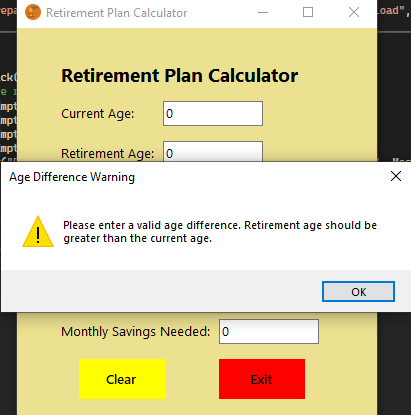 Retirement Plan Calculator
Retirement Plan Calculator
Current Age: 0
Retirement Age: 0
Age Difference Warning
Please enter a valid age difference. Retirement age should be
greater than the current age.
OK
Monthly Savings Needed: 0
Clear
Exit